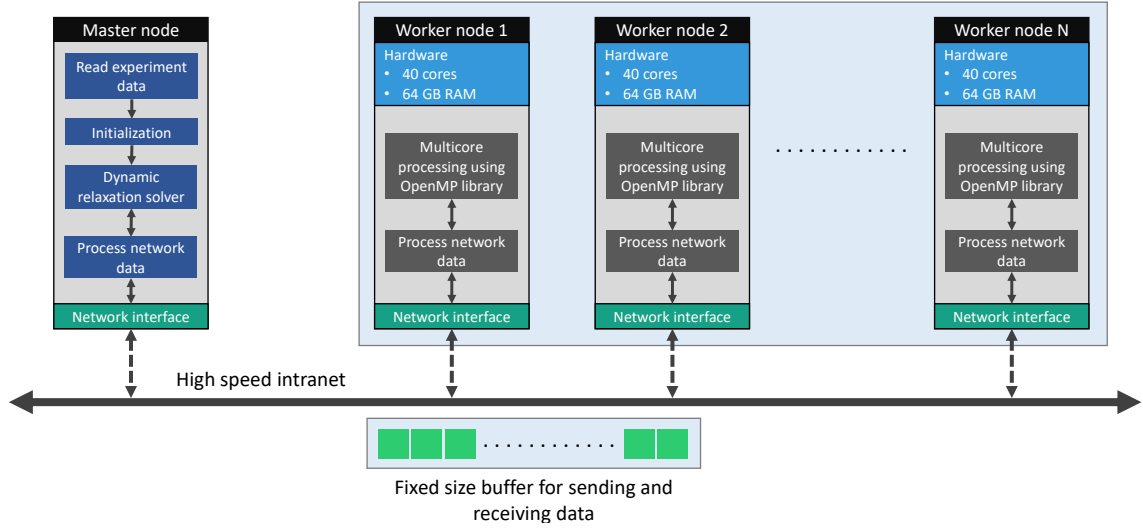 Master node
Read experiment
data
Initialization
Dynamic
relaxation solver
Process network
data
Network interface
Worker node 1
Hardware
• 40 cores
• 64 GB RAM
Multicore
processing using
OpenMP library
Process network
data
Network interface
Worker node 2
Hardware
• 40 cores
• 64 GB RAM
Multicore
processing using
OpenMP library
Process network
data
Network interface
Worker node N
Hardware
• 40 cores
• 64 GB RAM
Multicore
processing using
OpenMP library
Process network
data
Network interface
High speed intranet
Fixed size buffer for sending and
receiving data